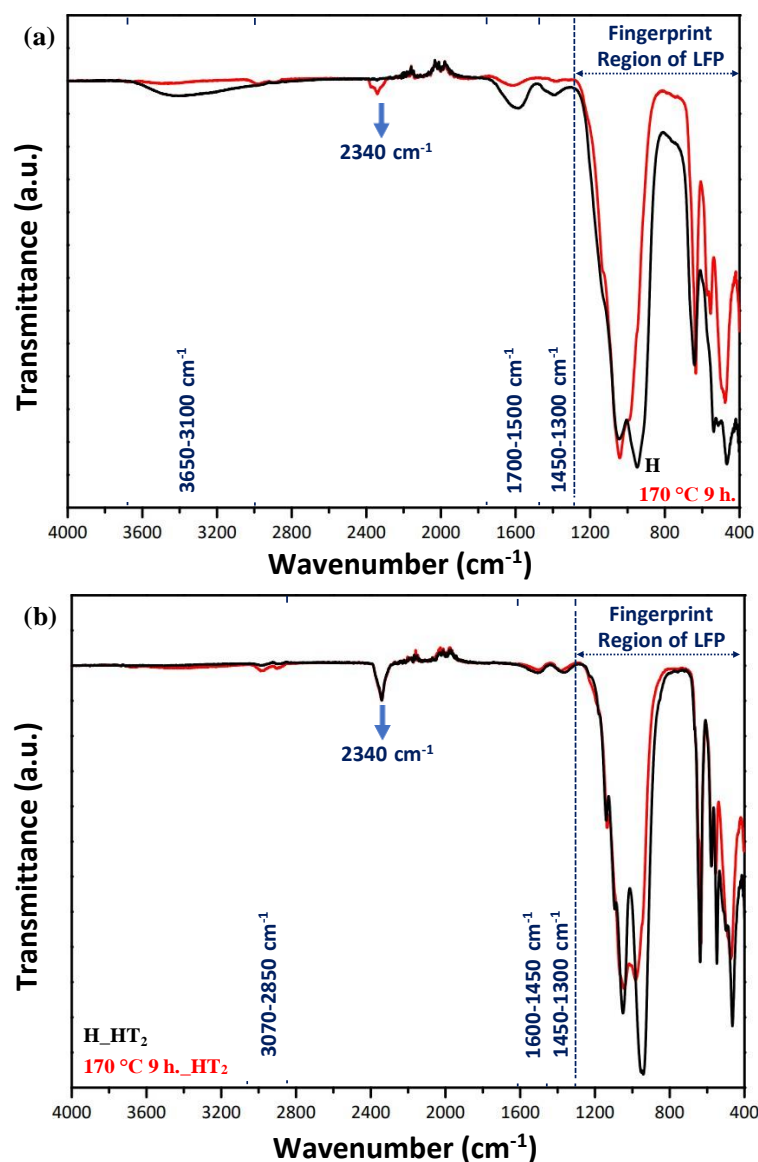 (a)
Fingerprint
Region of LFP
2340 cm⁻¹
Transmittance (a.u.)
3650-3100 cm⁻¹
1700-1500 cm⁻¹
1450-1300 cm⁻¹
H
170 °C 9 h.
4000 3600 3200 2800 2400 2000 1600 1200 800 400
Wavenumber (cm⁻¹)
(b)
Fingerprint
Region of LFP
2340 cm⁻¹
Transmittance (a.u.)
3070-2850 cm⁻¹
1600-1450 cm⁻¹
1450-1300 cm⁻¹
H_HT₂
170 °C 9 h._HT₂
4000 3600 3200 2800 2400 2000 1600 1200 800 400
Wavenumber (cm⁻¹)